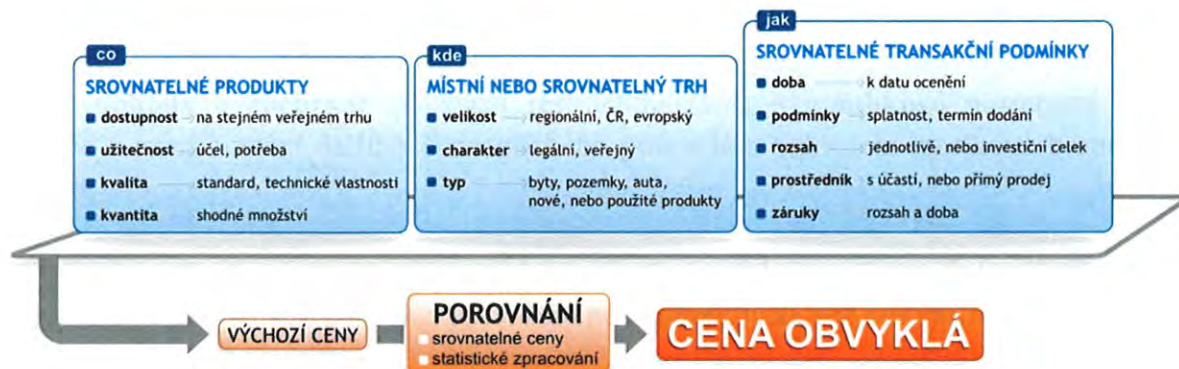 co
SROVNATELNÉ PRODUKTY
dostupnost na stejném veřejném trhu
užitečnost účel, potřeba
kvalita standard, technické vlastnosti
kvantita shodné množství
kde
MÍSTNÍ NEBO SROVNATELNÝ TRH
velikost regionální, ČR, evropský
charakter legální, veřejný
typ byty, pozemky, auta,
nové, nebo použité produkty
jak
SROVNATELNÉ TRANSAKČNÍ PODMÍNKY
doba k datu ocenění
podmínky splatnost, termín dodání
rozsah jednotlivě, nebo investiční celek
prostředník s účastí, nebo přímý prodej
záruky rozsah a doba
VÝCHOZÍ CENY
POROVNÁNÍ
srovnatelné ceny
statistické zpracování
CENA OBVYKLÁ